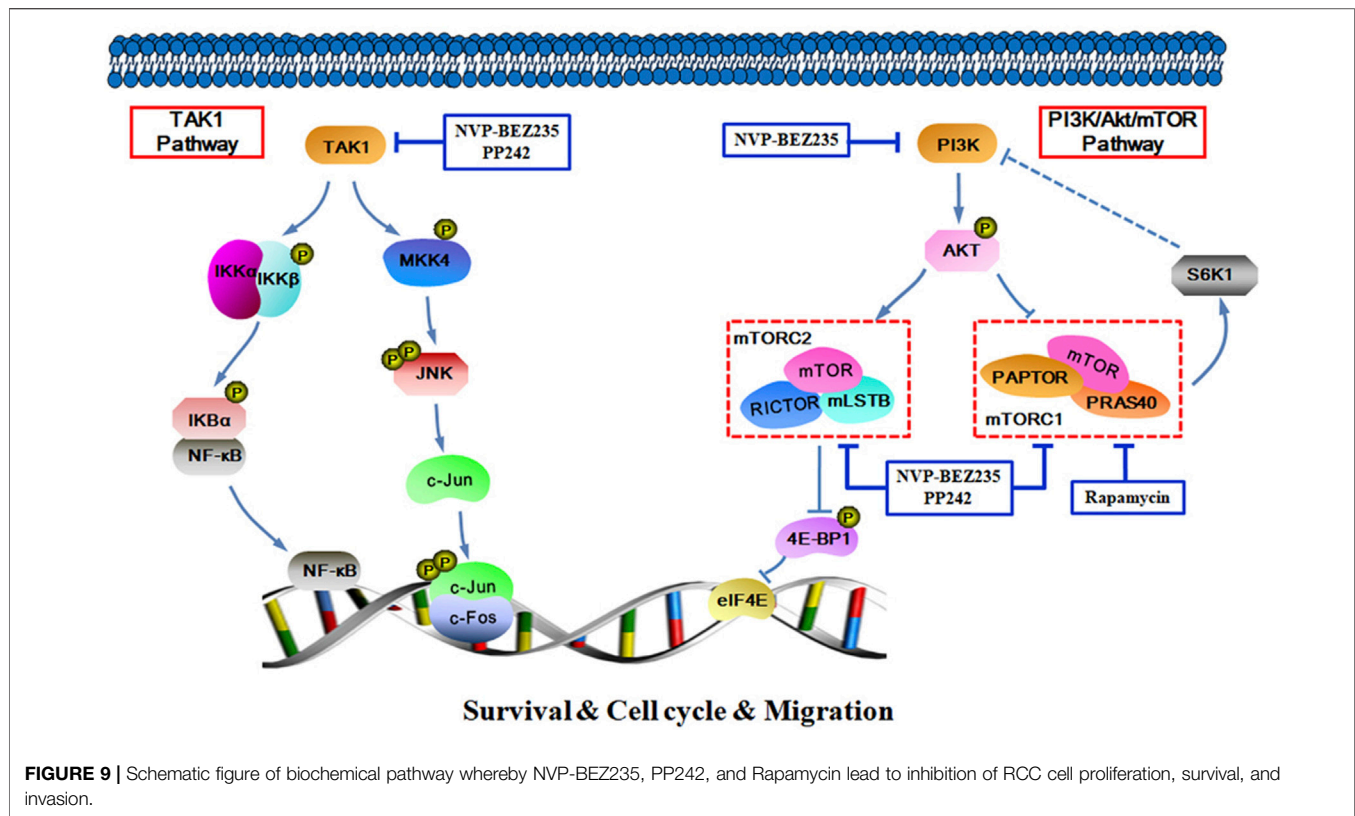 TAK1
Pathway
TAK1
NVP-BEZ235
PP242
NVP-BEZ235
PI3K
PI3K/Akt/mTOR
Pathway
P
IKKα
IKKβ
P
MKK4
P
AKT
S6K1
P
P
JNK
mTORC2
mTOR
RICTOR
mLSTB
mTOR
PAPTOR
PRAS40
mTORC1
P
IKBα
NF-κB
c-Jun
NVP-BEZ235
PP242
Rapamycin
P
4E-BP1
NF-κB
P
P
c-Jun
c-Fos
eIF4E
Survival & Cell cycle & Migration
FIGURE 9 | Schematic figure of biochemical pathway whereby NVP-BEZ235, PP242, and Rapamycin lead to inhibition of RCC cell proliferation, survival, and
invasion.